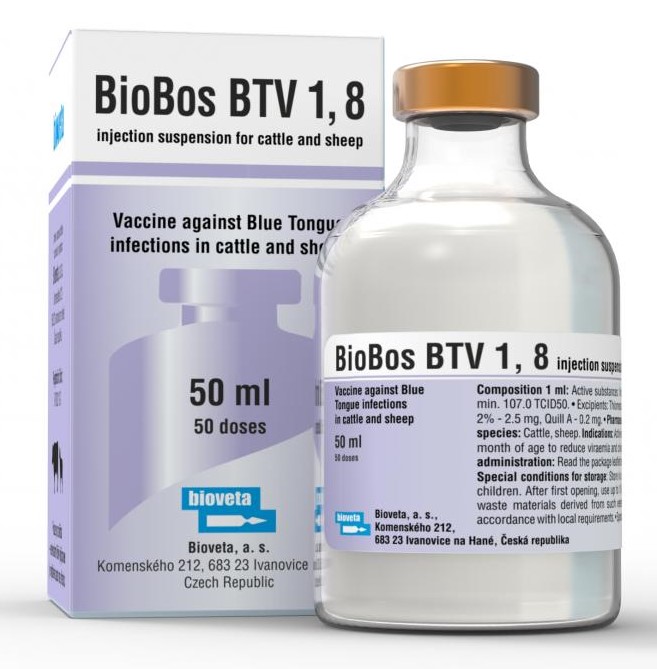 BioBos BTV 1, 8
injection suspension for cattle and sheep
Vaccine against Blue
infections in cattle and
50 ml
50 doses
bioveta
Bioveta, a. s.
Komenského 212, 683 23 Ivanovice
Czech Republic
bioveta
BioBos BTV 1, 8 injection
Vaccine against Blue
Tongue infections
in cattle and sheep
50 ml
50 doses
bioveta
Bioveta, a. s.,
Komenského 212,
683 23 Ivanovice na Hané, Česká republika
Composition 1 ml: Active substance:
min. 107.0 TCID50. • Excipients:
2% - 2.5 mg, Quill A - 0.2 mg. •
species: Cattle, sheep. Indications:
month of age to reduce viraemia and
administration: Read the package
Special conditions for storage:
children. After first opening, use up to
waste materials derived from such
accordance with local requirements. •